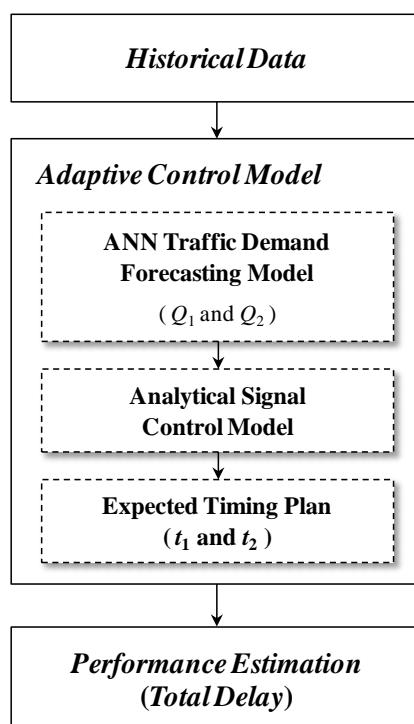 Historical Data
Adaptive Control Model
ANN Traffic Demand
Forecasting Model
( Q₁ and Q₂ )
Analytical Signal
Control Model
Expected Timing Plan
( t₁ and t₂ )
Performance Estimation
(Total Delay)